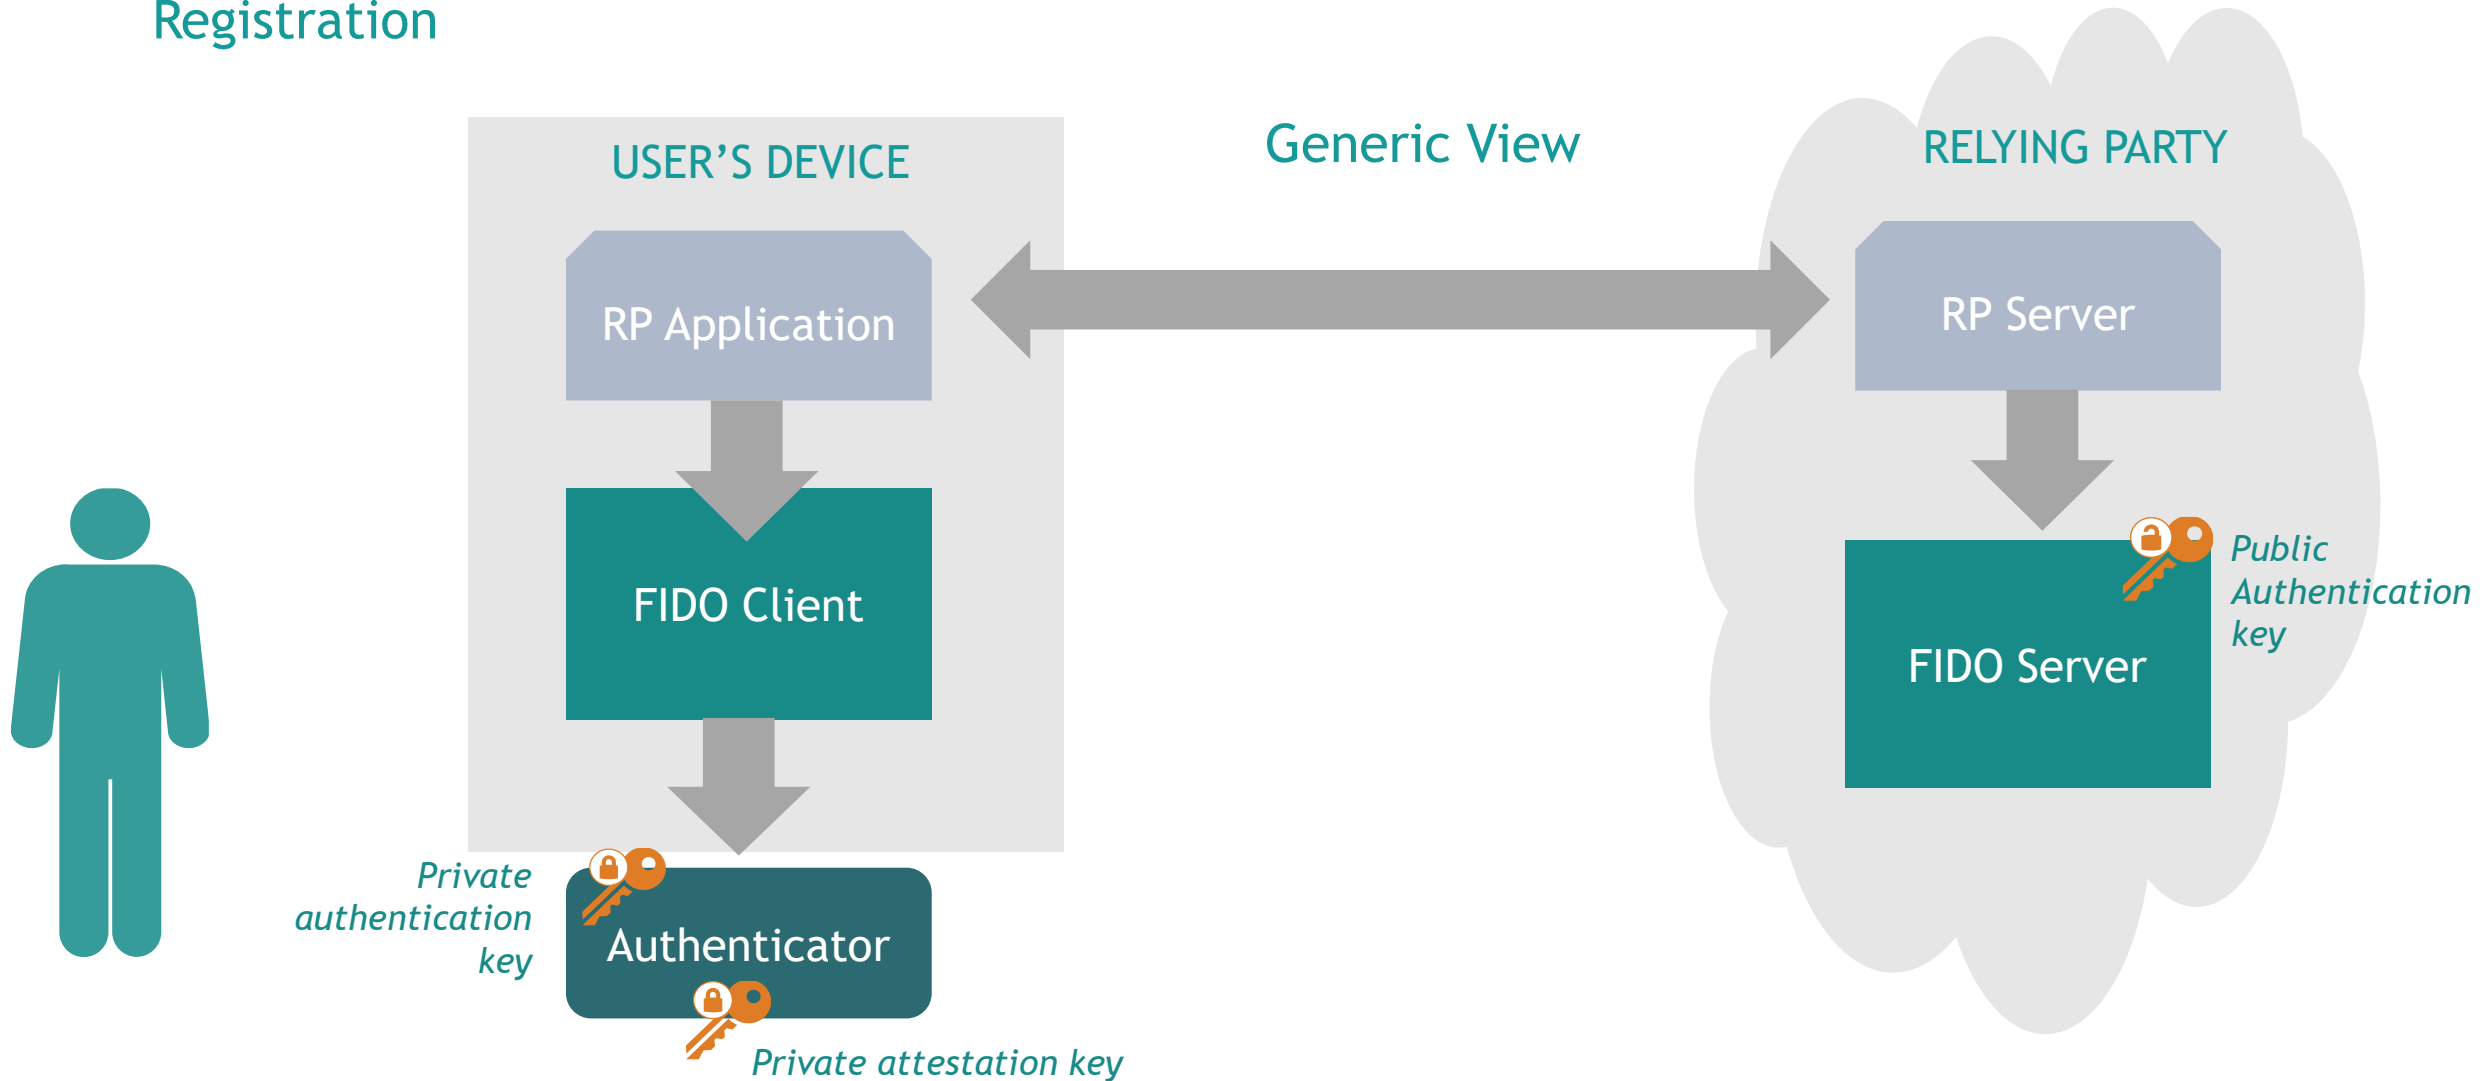 Registration
Generic View
USER’S DEVICE
RELYING PARTY
RP Application
RP Server
FIDO Client
Public
Authentication
key
FIDO Server
Private
authentication
key
Authenticator
Private attestation key